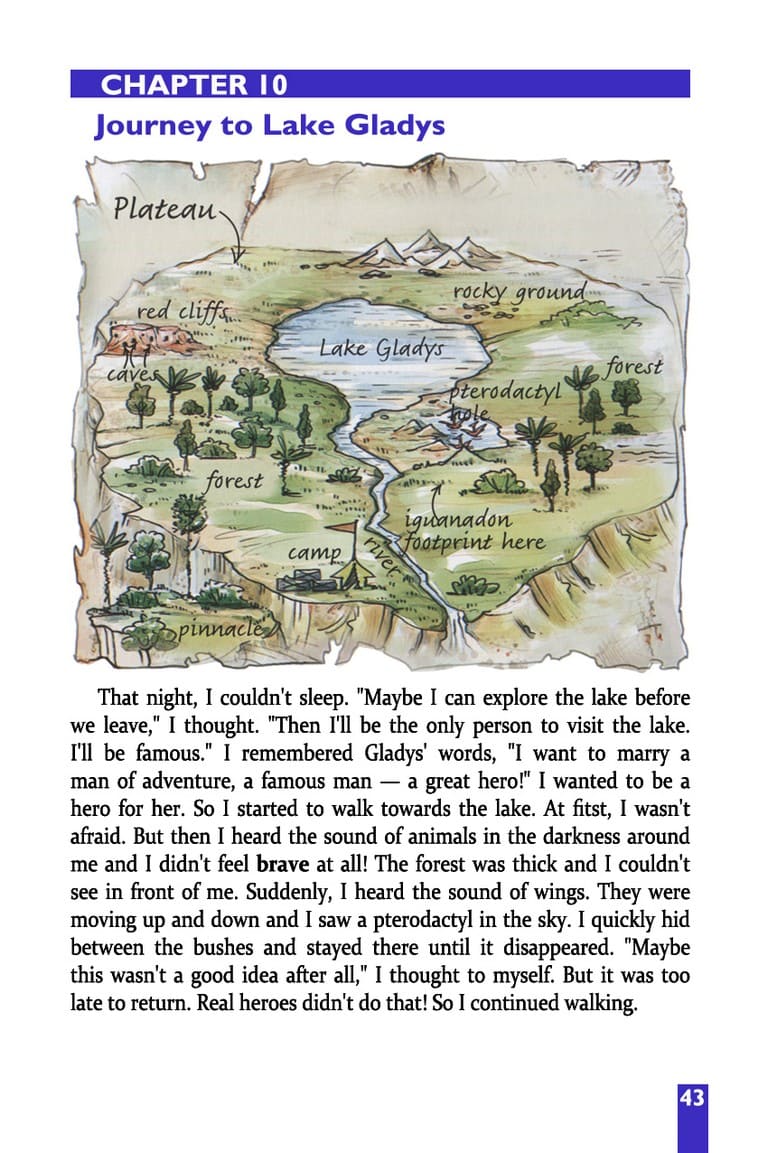 CHAPTER 10
Journey to Lake Gladys
Plateau
rocky ground
red cliffs
Lake Gladys
caves
forest
pterodactyl
hole
forest
iguanadon
footprint here
camp
river
pinnacle
That night, I couldn't sleep. "Maybe I can explore the lake before
we leave," I thought. "Then I'll be the only person to visit the lake.
I'll be famous." I remembered Gladys' words, "I want to marry a
man of adventure, a famous man — a great hero!" I wanted to be a
hero for her. So I started to walk towards the lake. At fitst, I wasn't
afraid. But then I heard the sound of animals in the darkness around
me and I didn't feel brave at all! The forest was thick and I couldn't
see in front of me. Suddenly, I heard the sound of wings. They were
moving up and down and I saw a pterodactyl in the sky. I quickly hid
between the bushes and stayed there until it disappeared. "Maybe
this wasn't a good idea after all," I thought to myself. But it was too
late to return. Real heroes didn't do that! So I continued walking.
43